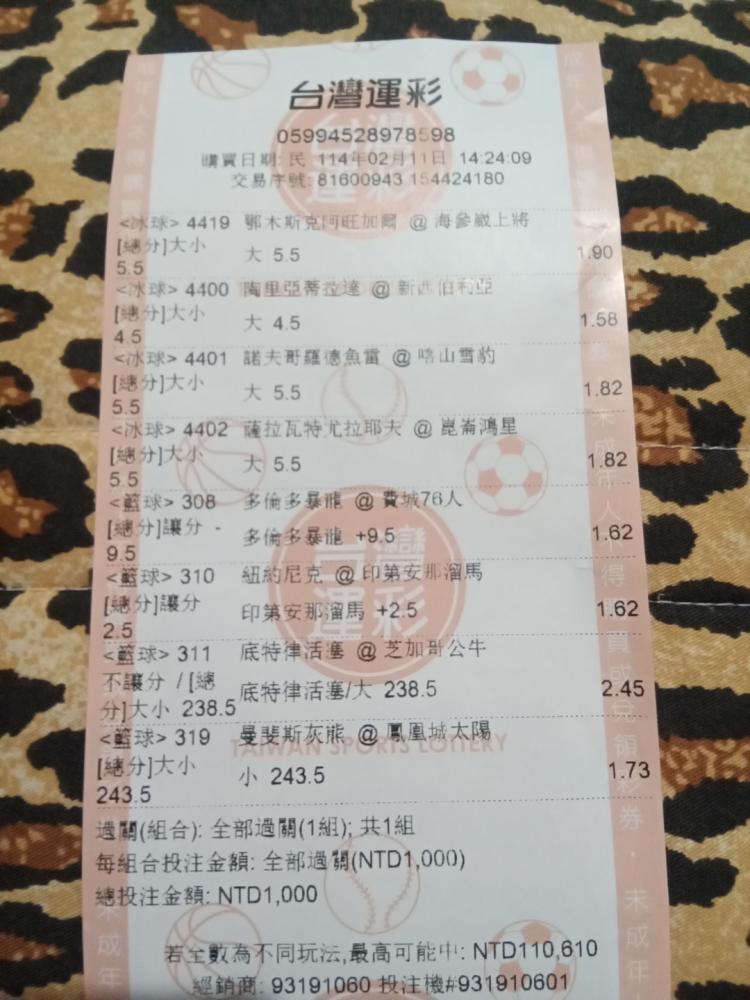 台灣運彩
05994528978598
購買日期: 民 114年02月11日 14:24:09
交易序號: 81600943 154424180
<冰球> 4419 鄂木斯克阿旺加爾 @ 海參崴上將
[總分]大小 5.5 大 5.5 1.90
<冰球> 4400 陶里亞蒂拉達 @ 新西伯利亞
[總分]大小 4.5 大 4.5 1.58
<冰球> 4401 諾夫哥羅德魚雷 @ 喀山雪豹
[總分]大小 5.5 大 5.5 1.82
<冰球> 4402 薩拉瓦特尤拉耶夫 @ 崑崙鴻星
[總分]大小 5.5 大 5.5 1.82
<籃球> 308 多倫多暴龍 @ 費城76人
[總分]讓分 - 9.5 多倫多暴龍 +9.5 1.62
<籃球> 310 紐約尼克 @ 印第安那溜馬
[總分]讓分 2.5 印第安那溜馬 +2.5 1.62
<籃球> 311 底特律活塞 @ 芝加哥公牛
不讓分 / [總分]大小 238.5 底特律活塞/大 238.5 2.45
<籃球> 319 曼斐斯灰熊 @ 鳳凰城太陽
TAIWAN SPORTS LOTTERY
[總分]大小 243.5 小 243.5 1.73
過關(組合): 全部過關(1組); 共1組
每組合投注金額: 全部過關(NTD1,000)
總投注金額: NTD1,000
若全數為不同玩法,最高可能中: NTD110,610
經銷商: 93191060 投注機#931910601